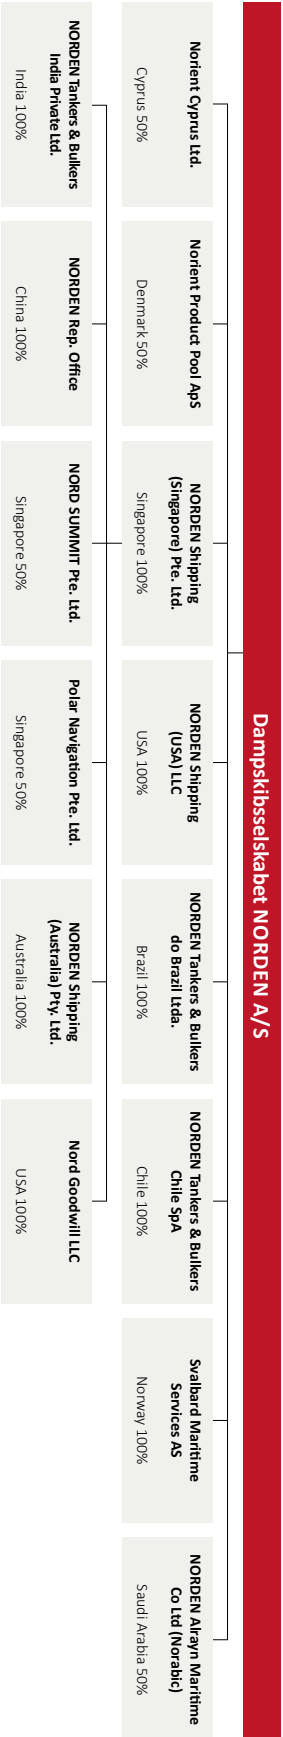 Dampskibsselskabet NORDEN A/S
Norient Cyprus Ltd.
Cyprus 50%
Norient Product Pool ApS
Denmark 50%
NORDEN Shipping
(Singapore) Pte. Ltd.
Singapore 100%
NORDEN Shipping
(USA) LLC
USA 100%
NORDEN Tankers & Bulkers
do Brazil Ltda.
Brazil 100%
NORDEN Tankers & Bulkers
Chile SpA
Chile 100%
Svalbard Maritime
Services AS
Norway 100%
NORDEN Alrayn Maritime
Co Ltd (Norabic)
Saudi Arabia 50%
NORDEN Tankers & Bulkers
India Private Ltd.
India 100%
NORDEN Rep. Office
China 100%
NORD SUMMIT Pte. Ltd.
Singapore 50%
Polar Navigation Pte. Ltd.
Singapore 50%
NORDEN Shipping
(Australia) Pty. Ltd.
Australia 100%
Nord Goodwill LLC
USA 100%